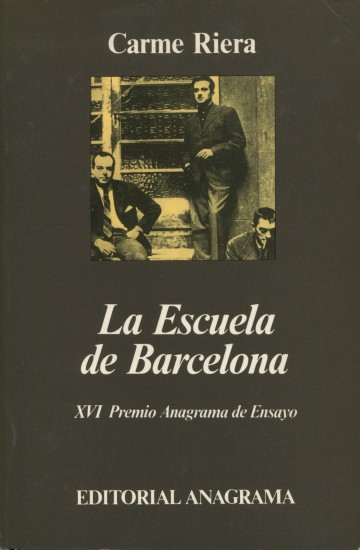 Carme Riera
La Escuela
de Barcelona
XVI Premio Anagrama de Ensayo
EDITORIAL ANAGRAMA